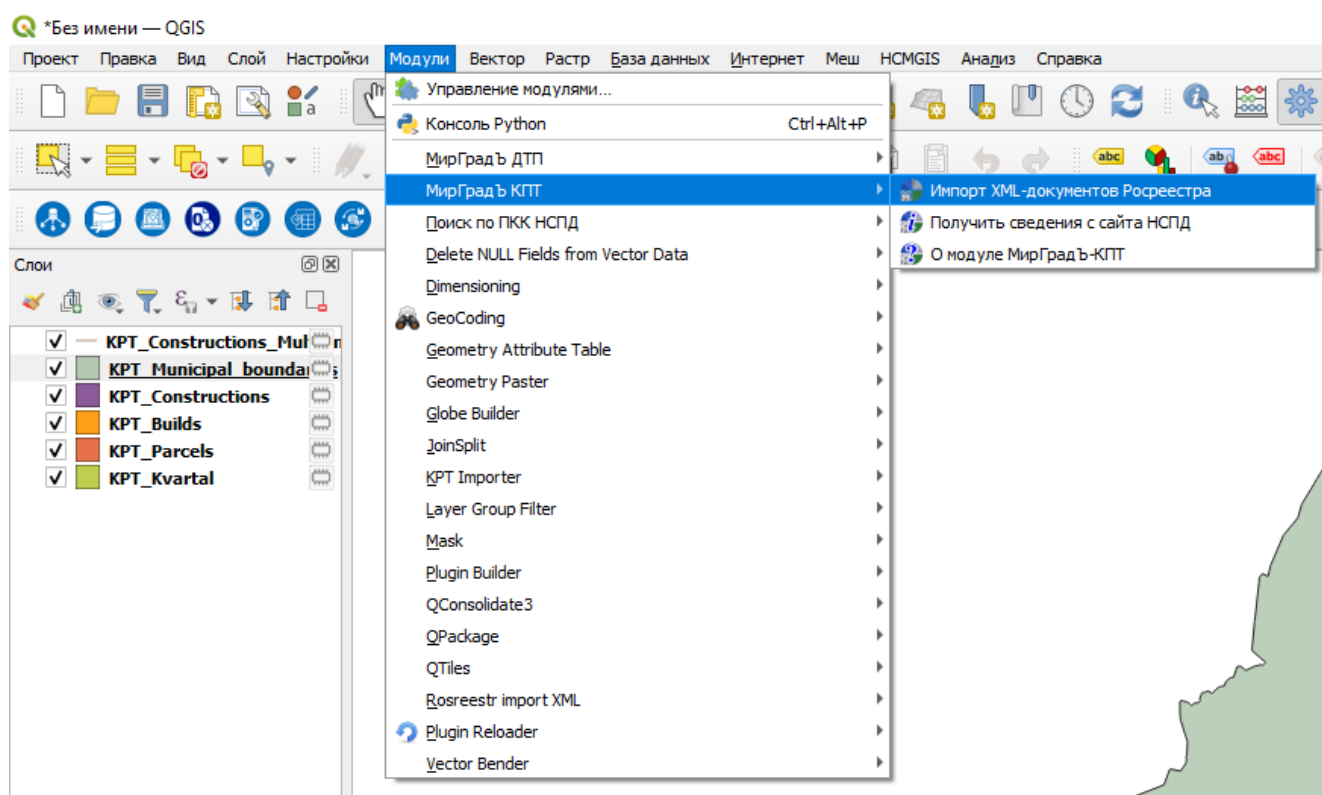 *Без имени — QGIS
Проект Правка Вид Слой Настройки Модули Вектор Растр База данных Интернет Меш HCMGIS Анализ Справка
Управление модулями...
Консоль Python Ctrl+Alt+P
МирГрадЪ ДТП
МирГрадЪ КПТ
Импорт XML-документов Росреестра
Поиск по ПКК НСПД
Получить сведения с сайта НСПД
Delete NULL Fields from Vector Data
О модуле МирГрадЪ-КПТ
Dimensioning
GeoCoding
Geometry Attribute Table
Geometry Paster
Globe Builder
JoinSplit
KPT Importer
Layer Group Filter
Mask
Plugin Builder
QConsolidate3
QPackage
QTiles
Rosreestr import XML
Plugin Reloader
Vector Bender
a
abc
ab
abc
Слои
KPT_Constructions_Mul
KPT_Municipal_bounda
KPT_Constructions
KPT_Builds
KPT_Parcels
KPT_Kvartal